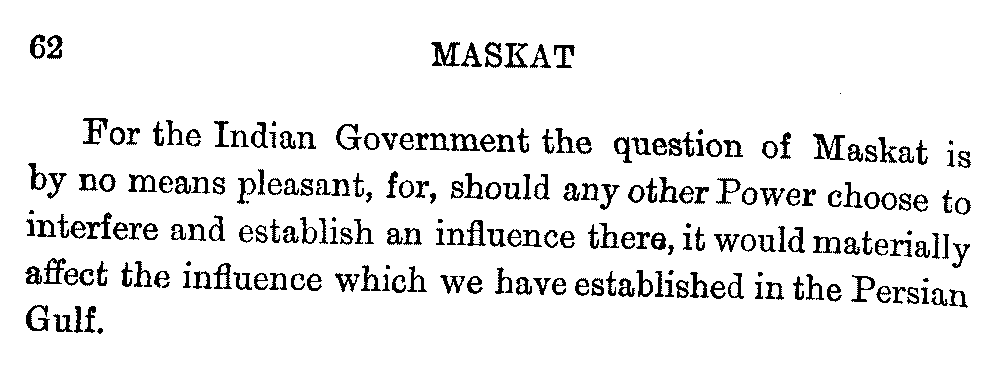 62
MASKAT
For the Indian Government the question of Maskat is
by no means pleasant, for, should any other Power choose to
interfere and establish an influence there, it would materially
affect the influence which we have established in the Persian
Gulf.